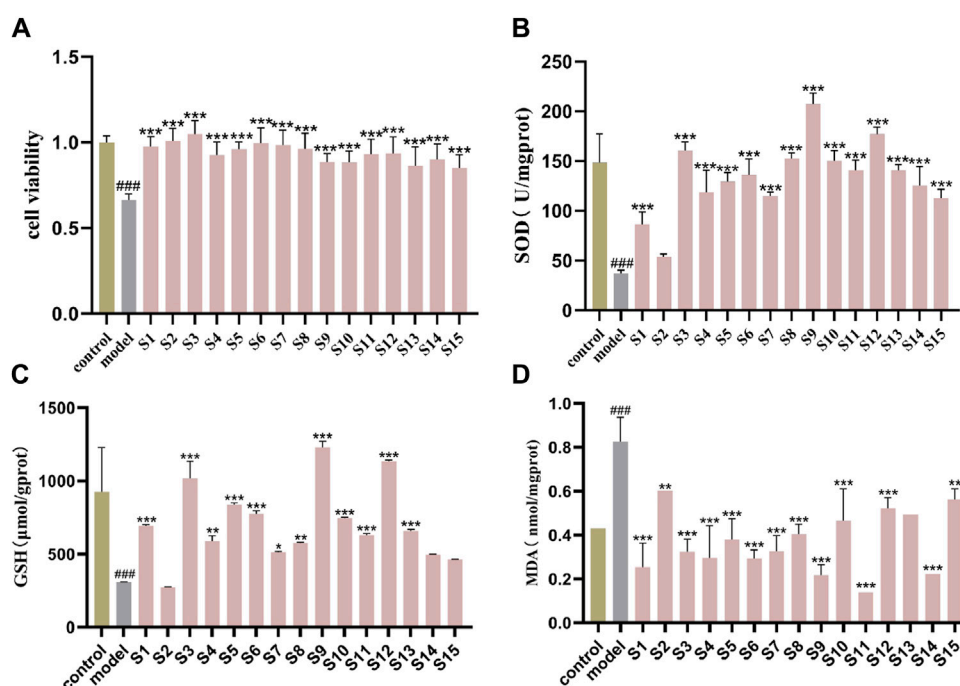 A
cell viability
1.5
1.0
0.5
0.0
###
*** *** *** *** *** *** *** *** *** *** *** *** *** *** ***
control model S1 S2 S3 S4 S5 S6 S7 S8 S9 S10 S11 S12 S13 S14 S15
B
SOD( U/mgprot)
250
200
150
100
50
0
###
*** *** *** *** *** *** *** *** *** *** *** *** *** ***
control model S1 S2 S3 S4 S5 S6 S7 S8 S9 S10 S11 S12 S13 S14 S15
C
GSH(μmol/gprot)
1500
1000
500
0
###
*** *** ** *** *** * ** *** *** *** *** ***
control model S1 S2 S3 S4 S5 S6 S7 S8 S9 S10 S11 S12 S13 S14 S15
D
MDA( nmol/mgprot)
1.0
0.8
0.6
0.4
0.2
0.0
###
*** ** *** *** *** *** *** *** *** *** *** *** *** ***
control model S1 S2 S3 S4 S5 S6 S7 S8 S9 S10 S11 S12 S13 S14 S15